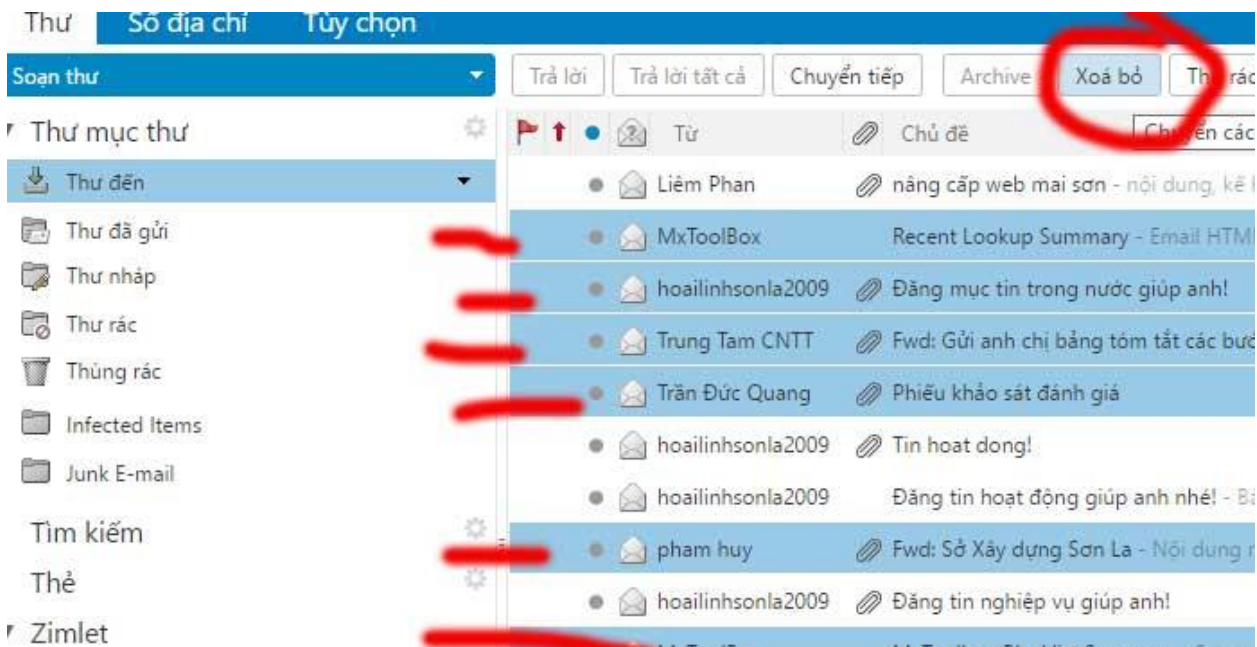 Thư Sổ địa chỉ Tùy chọn
Soạn thư Trả lời Trả lời tất cả Chuyển tiếp Archive Xoá bỏ
Thư mục thư Từ Chủ đề
Thư đến
Liêm Phan nâng cấp web mai sơn - nội dung,
Thư đã gửi
MxToolBox Recent Lookup Summary - Email
Thư nháp
hoailinhsonla2009 Đăng mục tin trong nước giúp anh!
Thư rác
Trung Tam CNTT Fwd: Gửi anh chị bảng tóm tắt các
Thùng rác
Trần Đức Quang Phiếu khảo sát đánh giá
Infected Items
hoailinhsonla2009 Tin hoat dong!
Junk E-mail
hoailinhsonla2009 Đăng tin hoạt động giúp anh nhé! -
Tìm kiếm
pham huy Fwd: Sở Xây dựng Sơn La - Nội dung
Thẻ
hoailinhsonla2009 Đăng tin nghiệp vụ giúp anh!
Zimlet